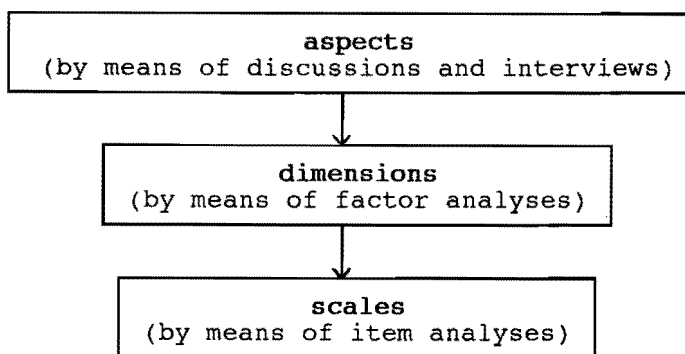 aspects
(by means of discussions and interviews)
dimensions
(by means of factor analyses)
scales
(by means of item analyses)